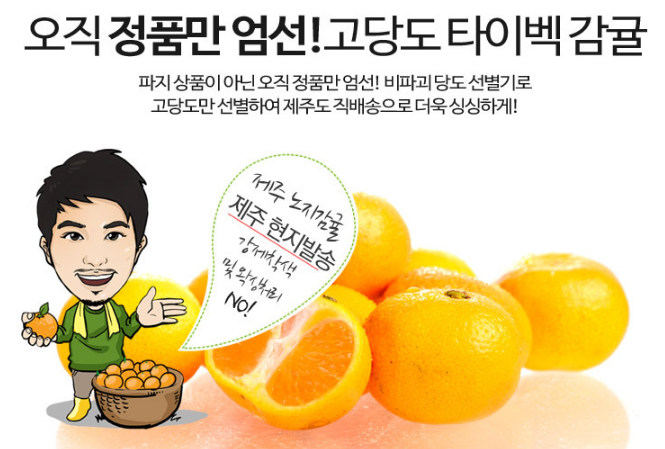 오직 정품만 엄선! 고당도 타이벡 감귤
파지 상품이 아닌 오직 정품만 엄선! 비파괴 당도 선별기로
고당도만 선별하여 제주도 직배송으로 더욱 싱싱하게!
제주 노지감귤
제주 현지발송
강제착색
및 왁싱처리
NO!